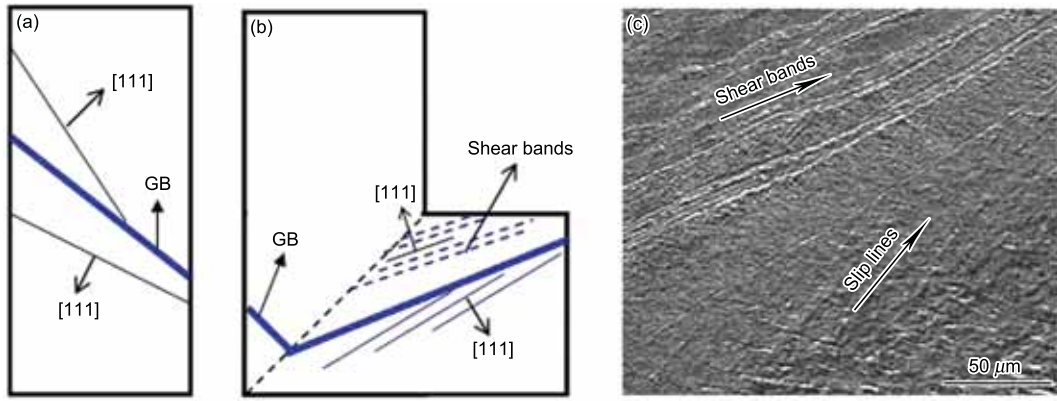 (a)
[111]
GB
[111]
(b)
Shear bands
[111]
GB
[111]
(c)
Shear bands
Slip lines
50 μm